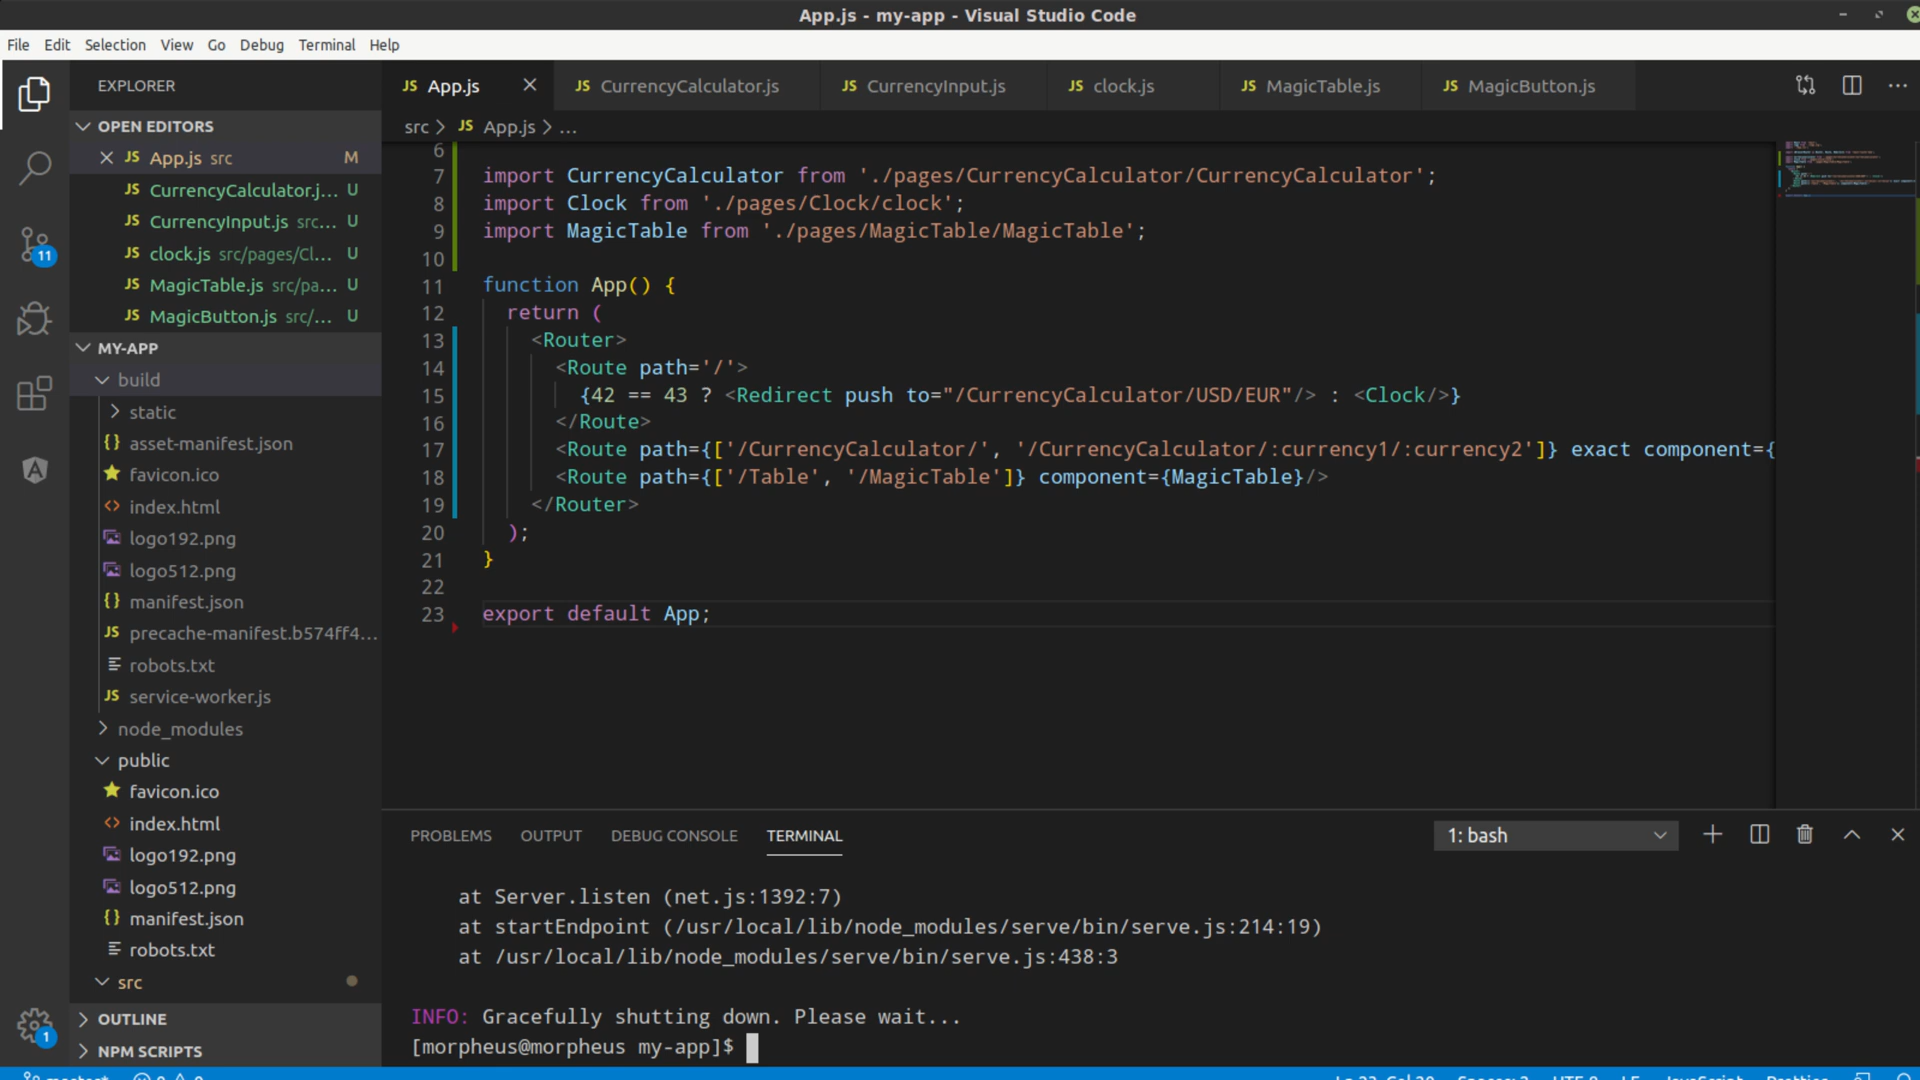 App.js - my-app - Visual Studio Code
File Edit Selection View Go Debug Terminal Help
EXPLORER
OPEN EDITORS
App.js src M
CurrencyCalculator.j... U
CurrencyInput.js src... U
clock.js src/pages/Cl... U
MagicTable.js src/pa... U
MagicButton.js src/... U
MY-APP
build
static
asset-manifest.json
favicon.ico
index.html
logo192.png
logo512.png
manifest.json
precache-manifest.b574ff4...
robots.txt
service-worker.js
node_modules
public
favicon.ico
index.html
logo192.png
logo512.png
manifest.json
robots.txt
src
OUTLINE
NPM SCRIPTS
11
1
JS App.js JS CurrencyCalculator.js JS CurrencyInput.js JS clock.js JS MagicTable.js JS MagicButton.js
src > JS App.js > ...
6
7 import CurrencyCalculator from './pages/CurrencyCalculator/CurrencyCalculator';
8 import Clock from './pages/Clock/clock';
9 import MagicTable from './pages/MagicTable/MagicTable';
10
11 function App() {
12 return (
13 <Router>
14 <Route path='/'>
15 {42 == 43 ? <Redirect push to="/CurrencyCalculator/USD/EUR"/> : <Clock/>}
16 </Route>
17 <Route path={['/CurrencyCalculator/', '/CurrencyCalculator/:currency1/:currency2']} exact component={
18 <Route path={['/Table', '/MagicTable']} component={MagicTable}/>
19 </Router>
20 );
21 }
22
23 export default App;
PROBLEMS OUTPUT DEBUG CONSOLE TERMINAL 1: bash
at Server.listen (net.js:1392:7)
at startEndpoint (/usr/local/lib/node_modules/serve/bin/serve.js:214:19)
at /usr/local/lib/node_modules/serve/bin/serve.js:438:3
INFO: Gracefully shutting down. Please wait...
[morpheus@morpheus my-app]$